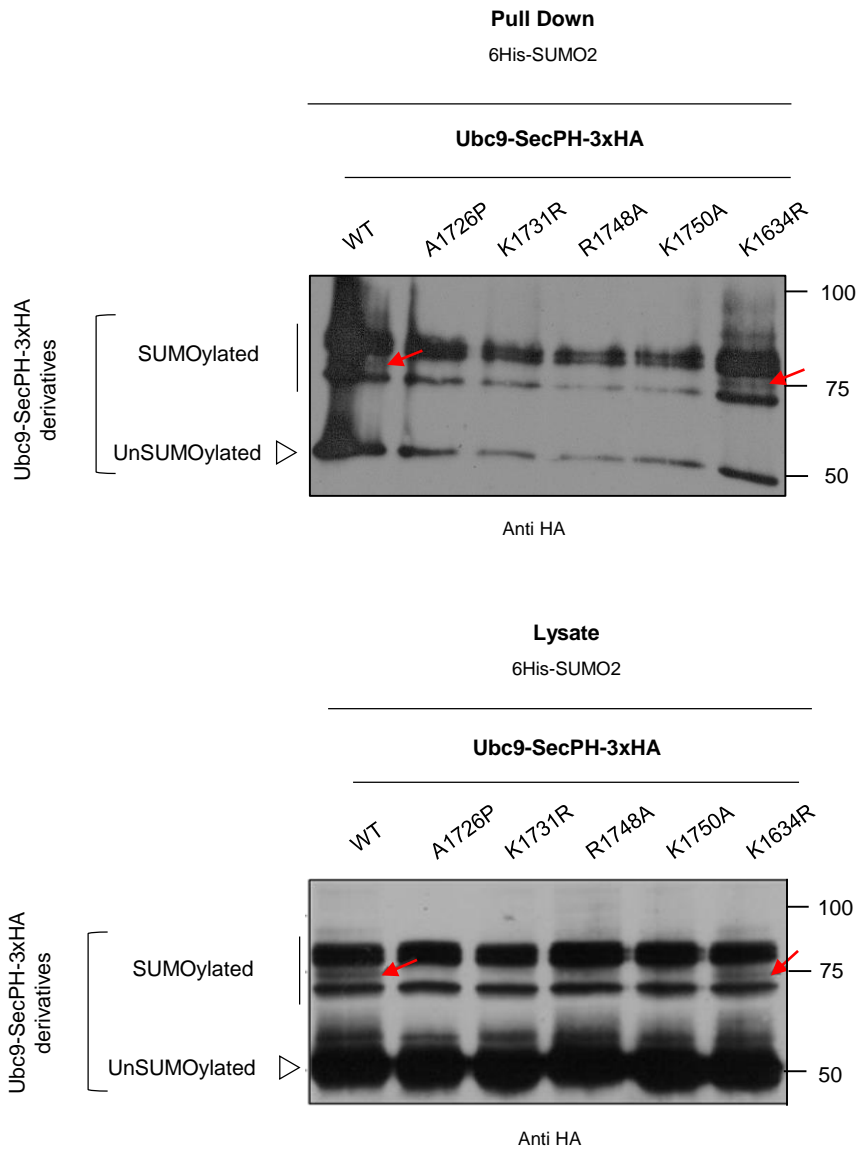 Pull Down
6His-SUMO2
Ubc9-SecPH-3xHA
WT A1726P K1731R R1748A K1750A K1634R
100
Ubc9-SecPH-3xHA
derivatives
SUMOylated
75
UnSUMOylated
50
Anti HA
Lysate
6His-SUMO2
Ubc9-SecPH-3xHA
WT A1726P K1731R R1748A K1750A K1634R
100
Ubc9-SecPH-3xHA
derivatives
SUMOylated
75
UnSUMOylated
50
Anti HA